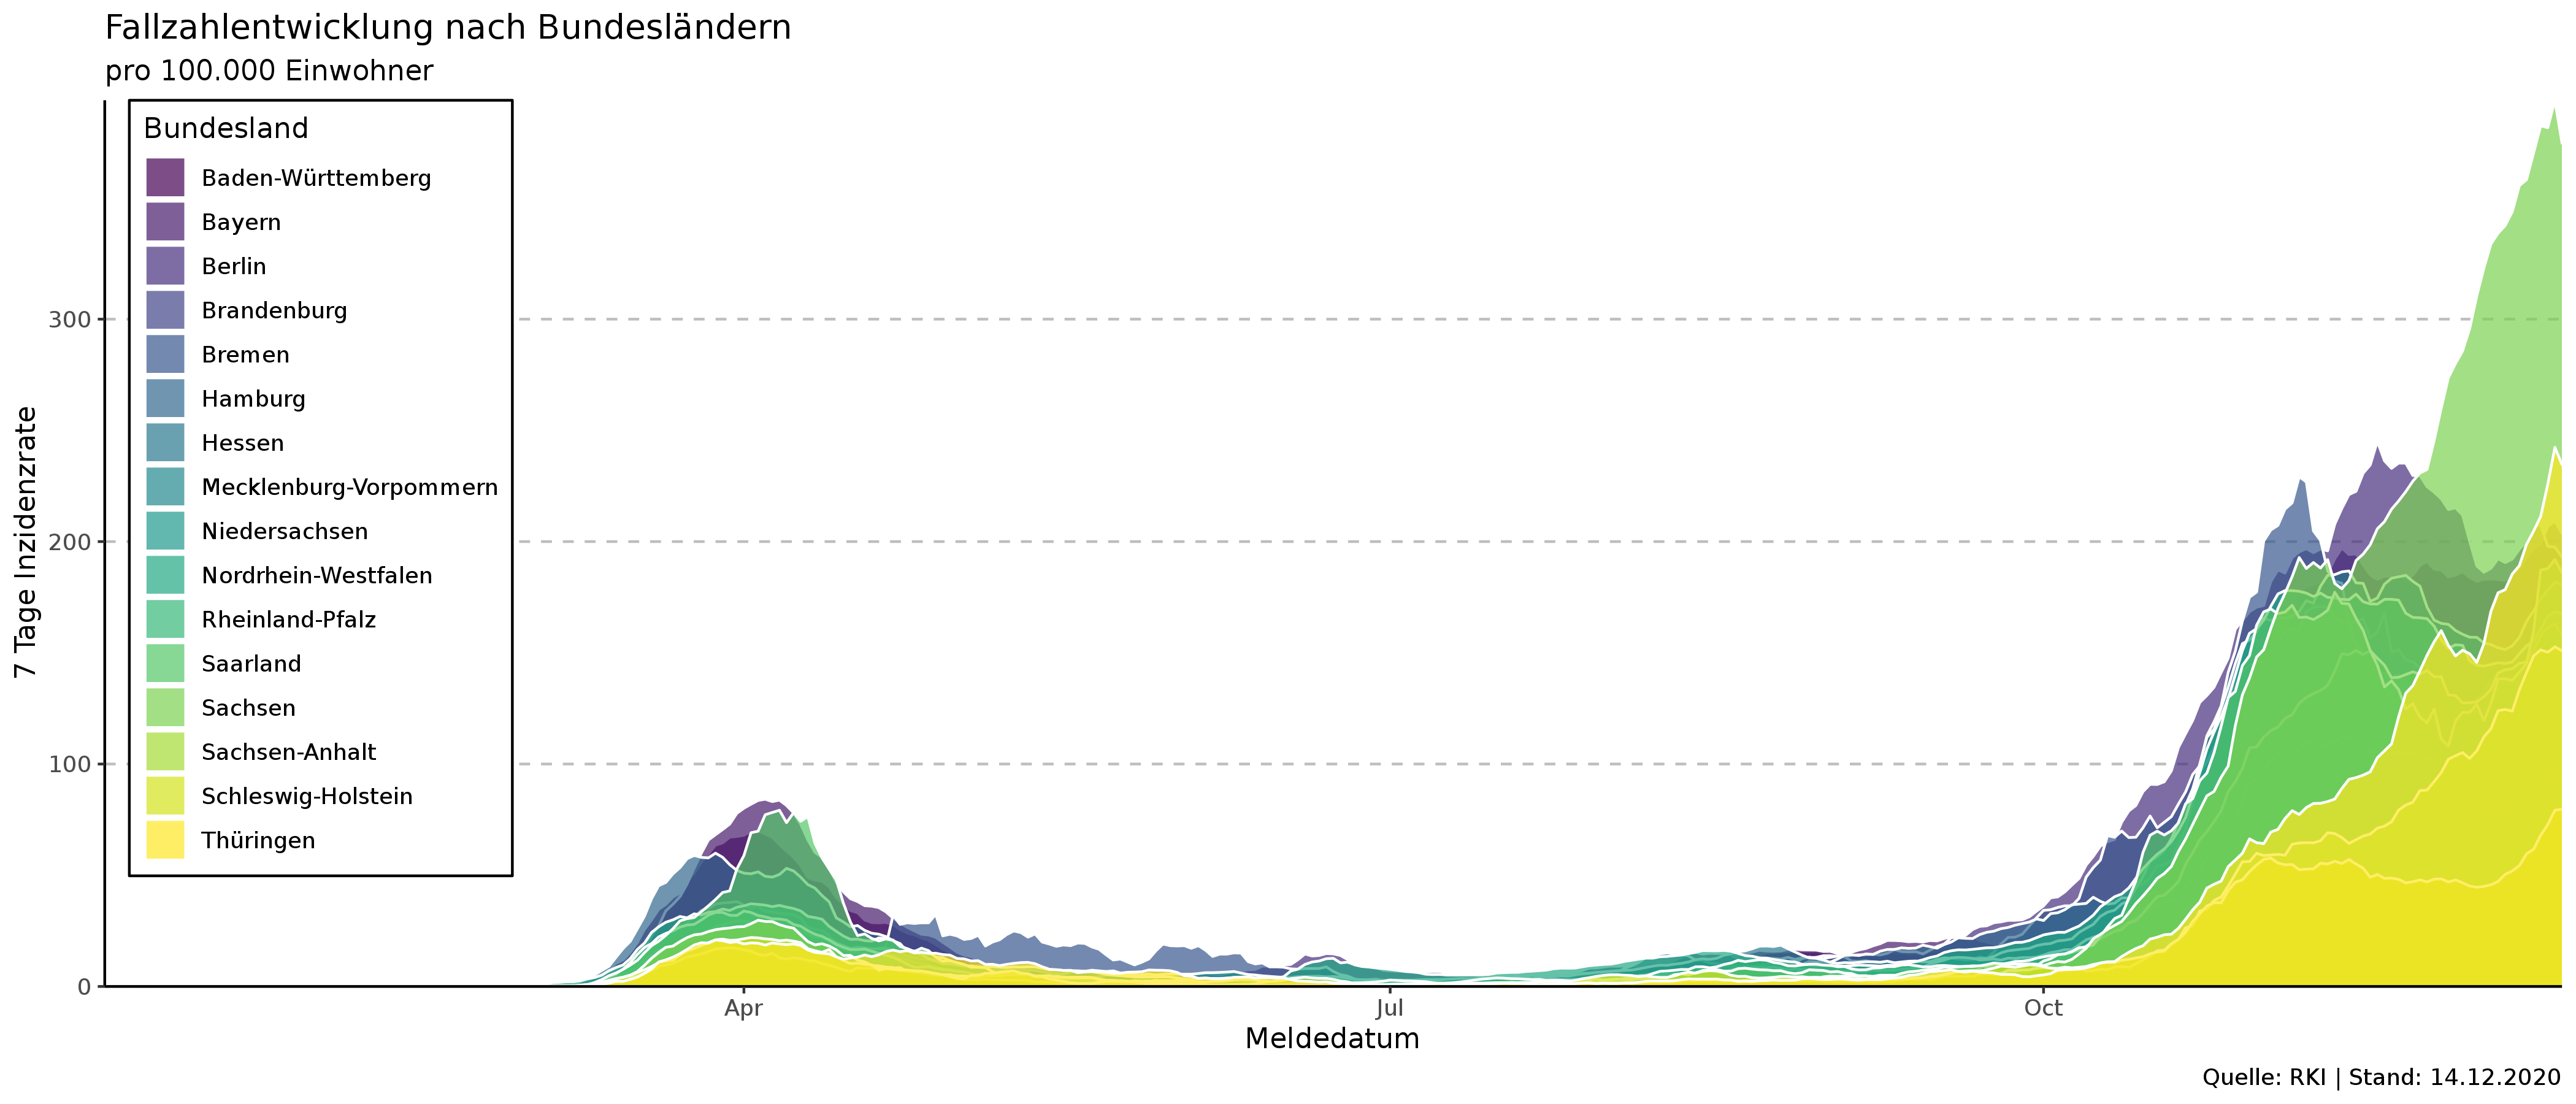 Fallzahlentwicklung nach Bundesländern
pro 100.000 Einwohner
Bundesland
Baden-Württemberg
Bayern
Berlin
Brandenburg
Bremen
Hamburg
Hessen
Mecklenburg-Vorpommern
Niedersachsen
Nordrhein-Westfalen
Rheinland-Pfalz
Saarland
Sachsen
Sachsen-Anhalt
Schleswig-Holstein
Thüringen
7 Tage Inzidenzrate
300
200
100
0
Apr
Jul
Oct
Meldedatum
Quelle: RKI | Stand: 14.12.2020